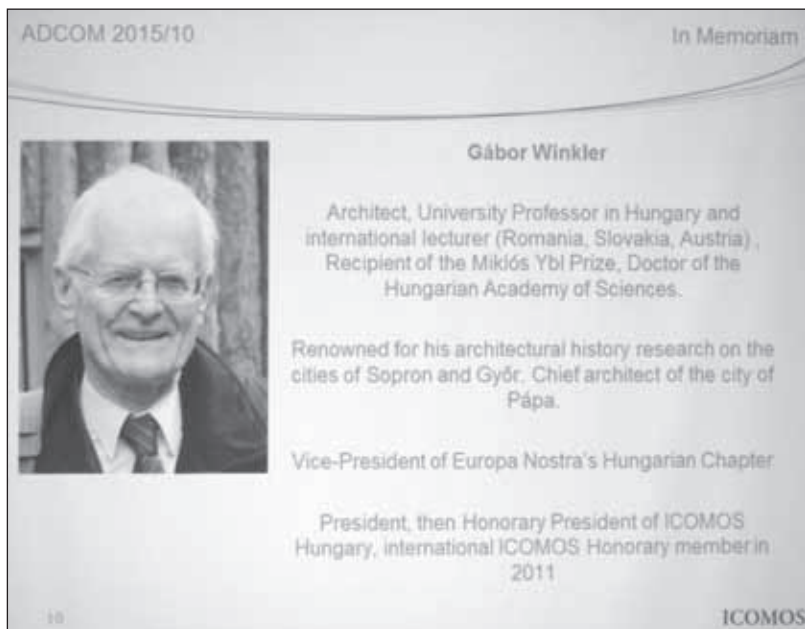 ADCOM 2015/10
In Memoriam
Gábor Winkler
Architect, University Professor in Hungary and
international lecturer (Romania, Slovakia, Austria) ,
Recipient of the Miklós Ybl Prize, Doctor of the
Hungarian Academy of Sciences.
Renowned for his architectural history research on the
cities of Sopron and Győr. Chief architect of the city of
Pápa.
Vice-President of Europa Nostra's Hungarian Chapter
President, then Honorary President of ICOMOS
Hungary, international ICOMOS Honorary member in
2011
10
ICOMOS